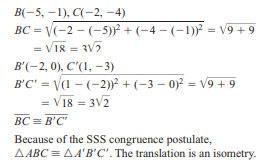 B(−5, −1), C(−2, −4)
BC = √(−2 − (−5))² + (−4 − (−1))² = √9 + 9
= √18 = 3√2
B′(−2, 0), C′(1, −3)
B′C′ = √(1 − (−2))² + (−3 − 0)² = √9 + 9
= √18 = 3√2
BC ≅ B′C′
Because of the SSS congruence postulate,
△ABC ≅ △A′B′C′. The translation is an isometry.